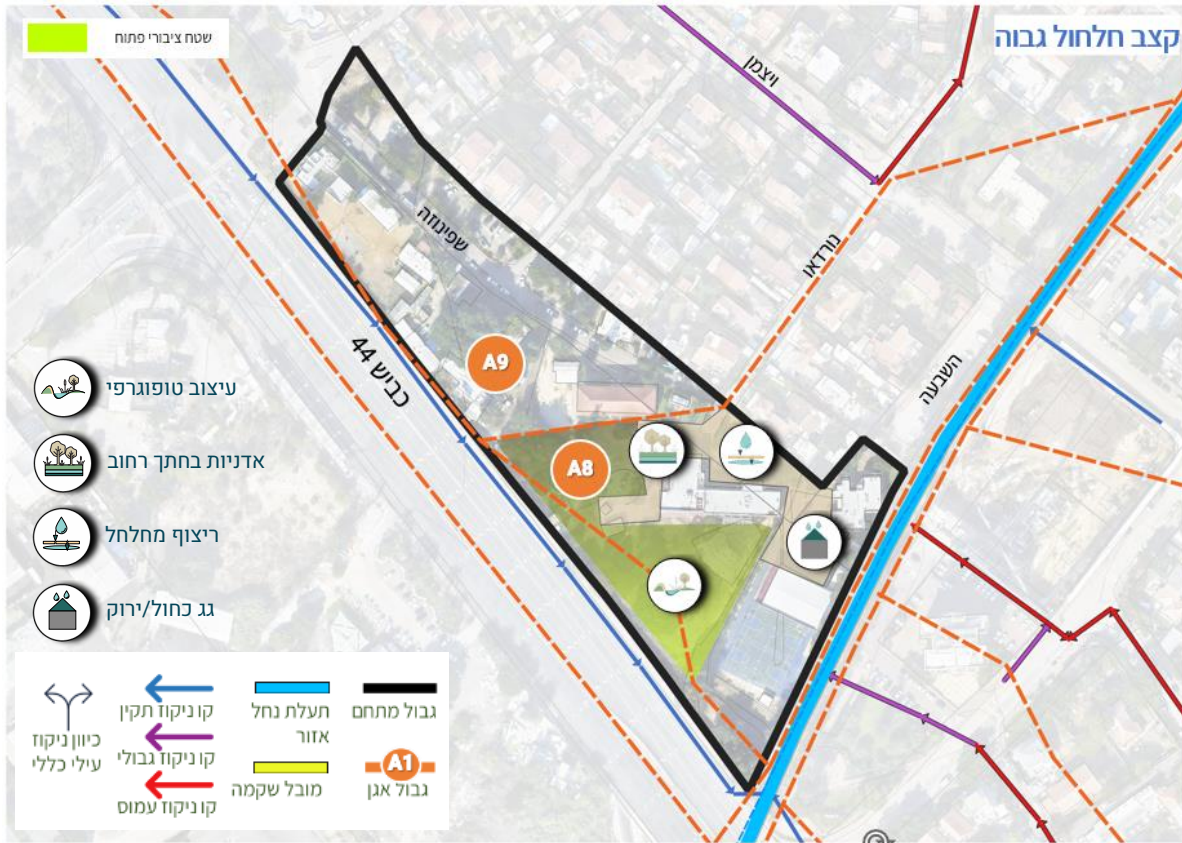 קצב חלחול גבוה
שטח ציבורי פתוח
ויצמן
שפינוזה
נורדאו
השבעה
כביש 44
A9
A8
עיצוב טופוגרפי
אדניות בחתך רחוב
ריצוף מחלחל
גג כחול/ירוק
גבול מתחם
תעלת נחל
אזור
קו ניקוז תקין
כיוון ניקוז
עילי כללי
קו ניקוז גבולי
A1
גבול אגן
מובל שקמה
קו ניקוז עמוס